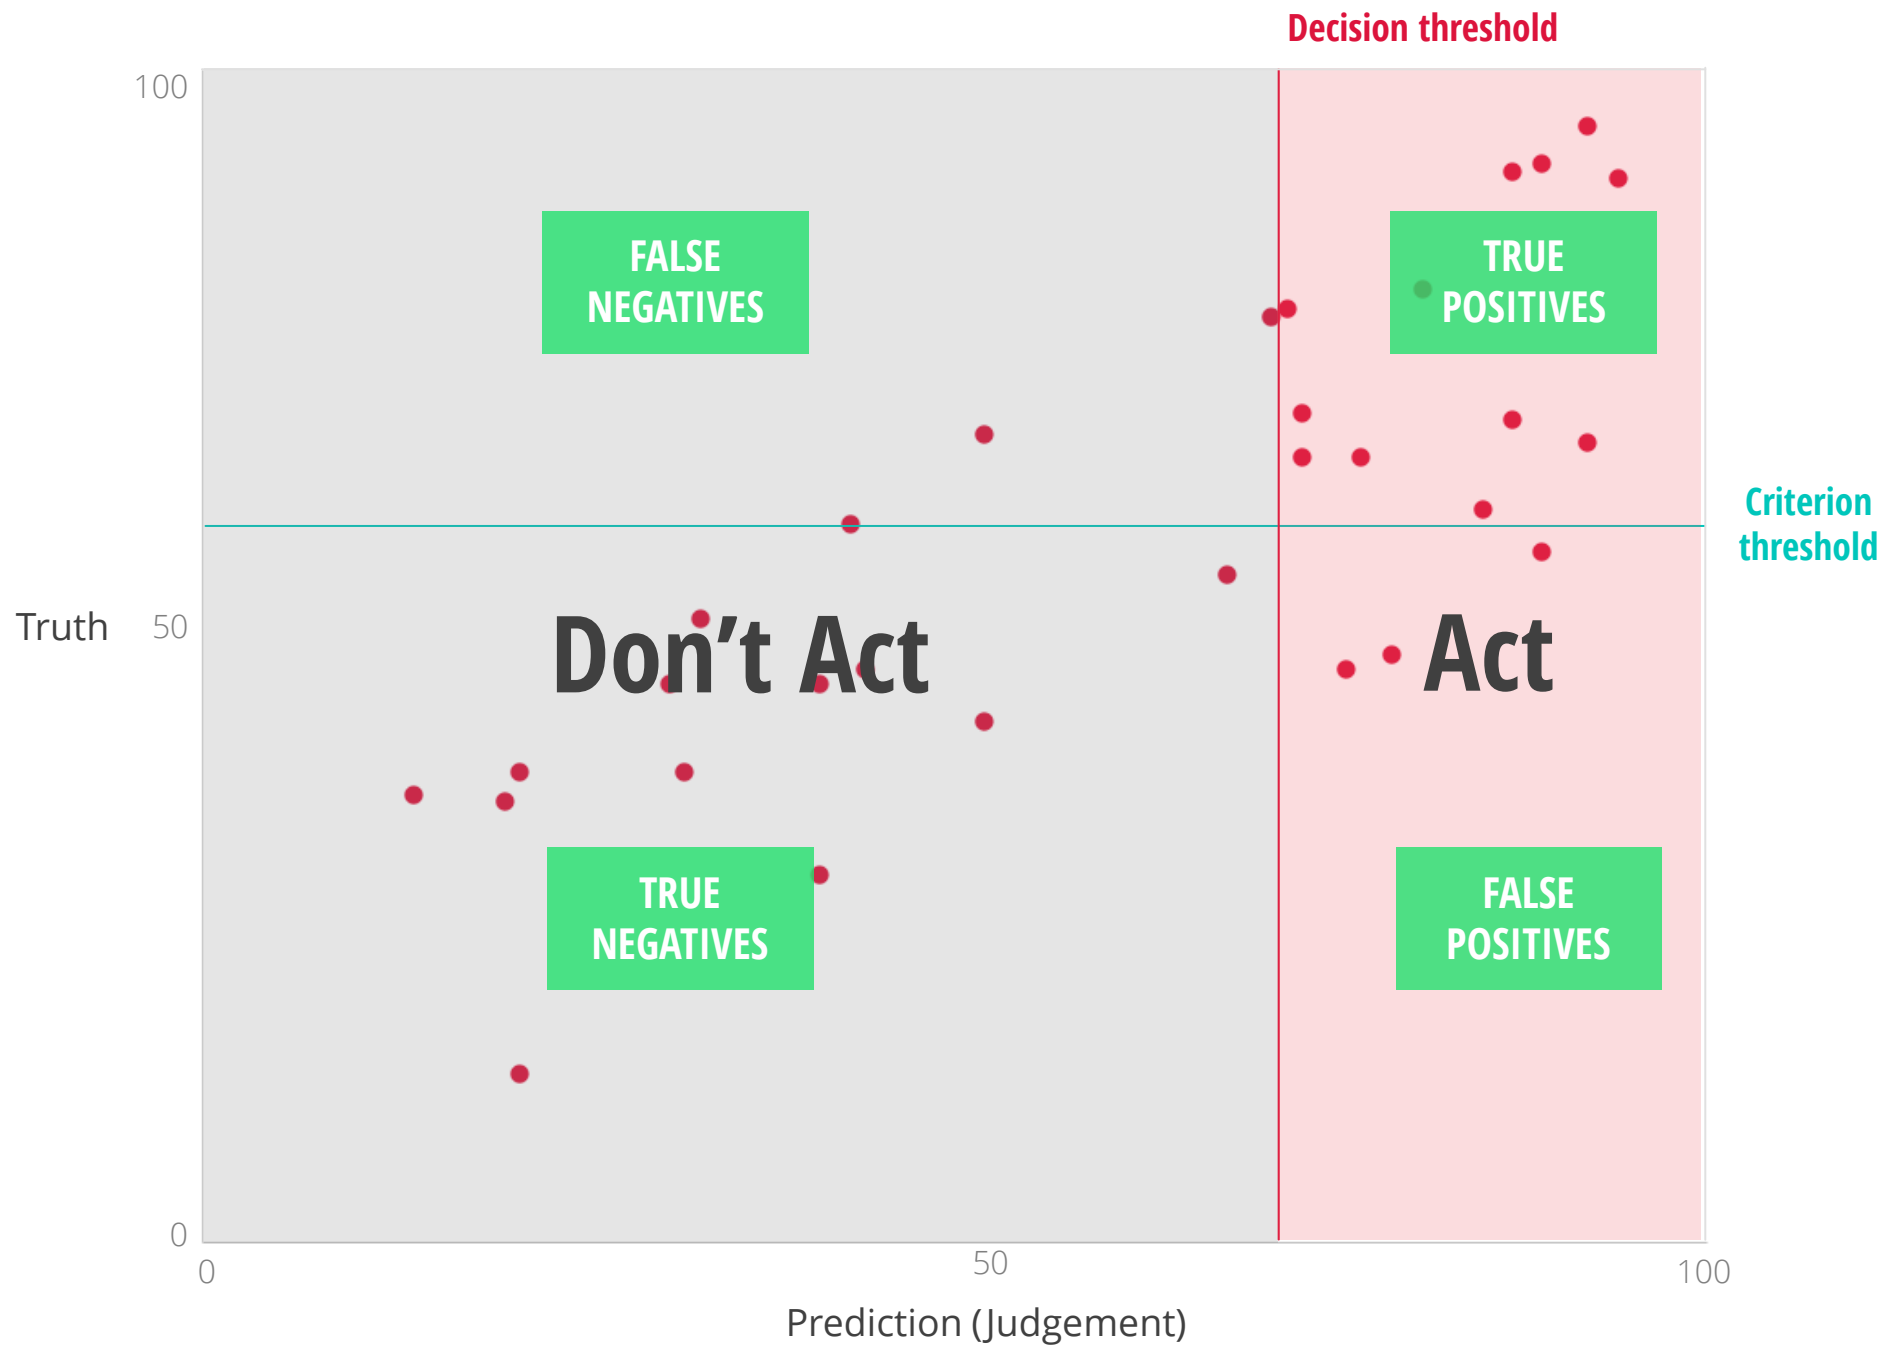 Decision threshold
100
FALSE
NEGATIVES
TRUE
POSITIVES
Criterion
threshold
Truth
50
Don’t Act
Act
TRUE
NEGATIVES
FALSE
POSITIVES
0
0
50
100
Prediction (Judgement)